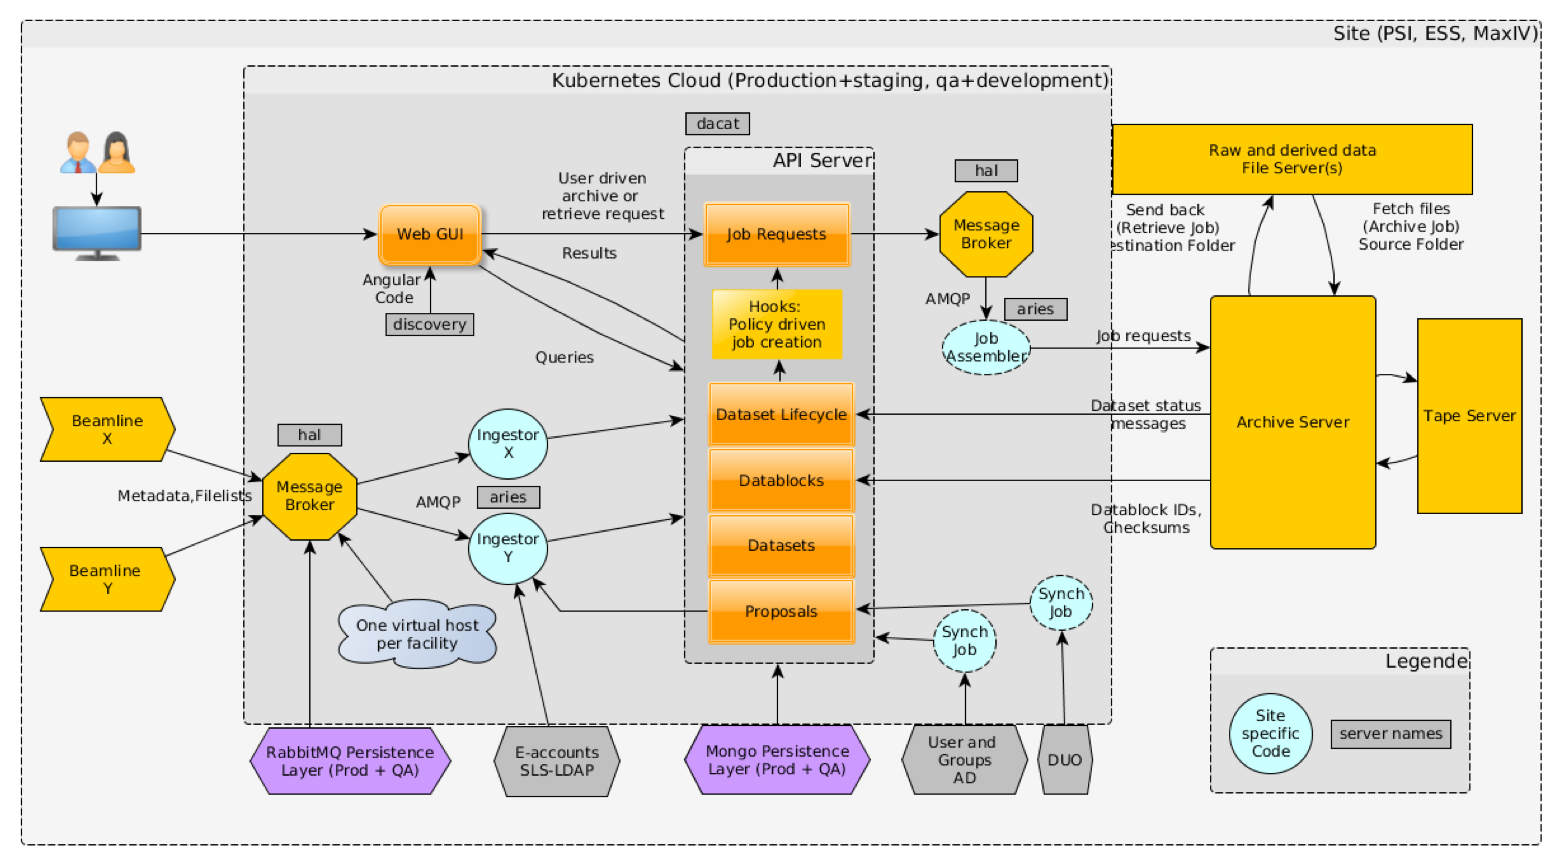 Site (PSI, ESS, MaxIV)
Kubernetes Cloud (Production+staging, qa+development)
dacat
API Server
User driven
archive or
retrieve request
Web GUI
Results
Angular
Code
discovery
Queries
Job Requests
Hooks:
Policy driven
job creation
Dataset Lifecycle
Datablocks
Datasets
Proposals
hal
Message
Broker
AMQP
aries
Job
Assembler
Raw and derived data
File Server(s)
Send back
(Retrieve Job)
estination Folder
Fetch files
(Archive Job)
Source Folder
Job requests
Dataset status
messages
Datablock IDs,
Checksums
Archive Server
Tape Server
Beamline
X
Beamline
Y
Metadata,Filelists
hal
Message
Broker
AMQP
Ingestor
X
aries
Ingestor
Y
One virtual host
per facility
Synch
Job
Synch
Job
RabbitMQ Persistence
Layer (Prod + QA)
E-accounts
SLS-LDAP
Mongo Persistence
Layer (Prod + QA)
User and
Groups
AD
DUO
Legende
Site
specific
Code
server names